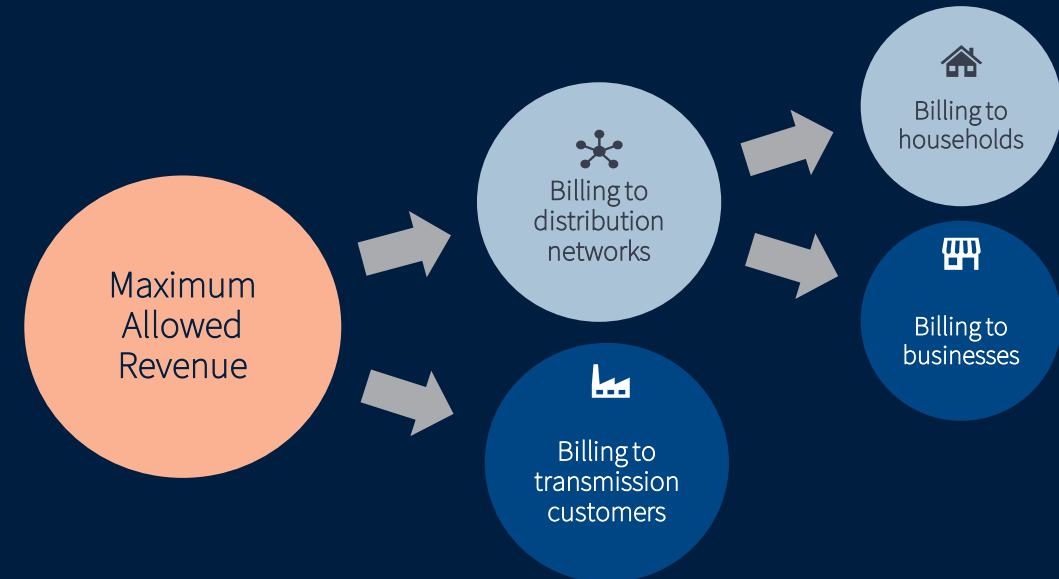 Maximum
Allowed
Revenue
Billing to
distribution
networks
Billing to
transmission
customers
Billing to
households
Billing to
businesses